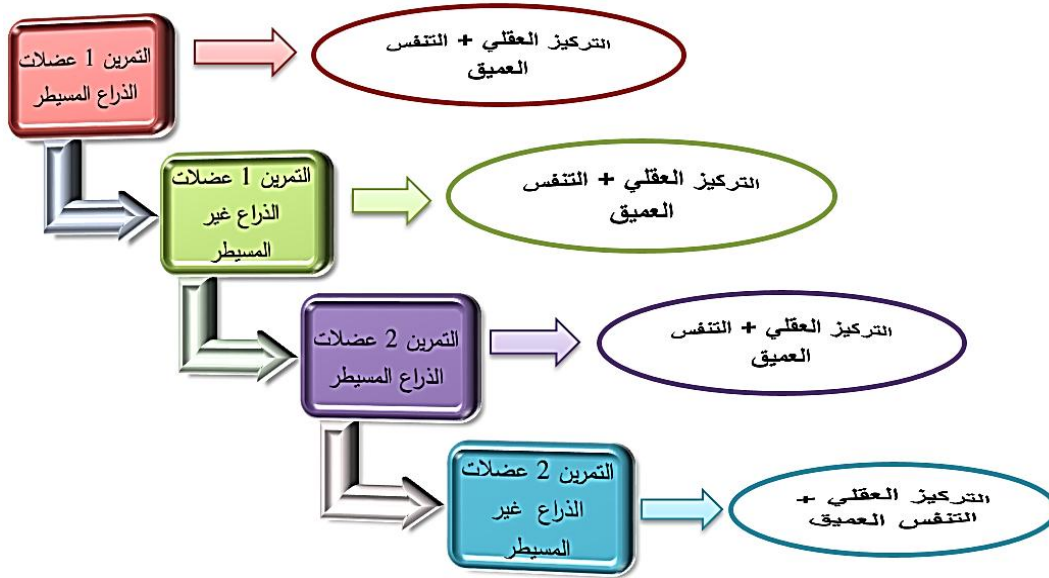 التمرين 1 عضلات
الذراع المسيطر
التركيز العقلي + التنفس
العميق
التمرين 1 عضلات
الذراع غير
المسيطر
التركيز العقلي + التنفس
العميق
التمرين 2 عضلات
الذراع المسيطر
التركيز العقلي + التنفس
العميق
التمرين 2 عضلات
الذراع غير
المسيطر
التركيز العقلي +
التنفس العميق